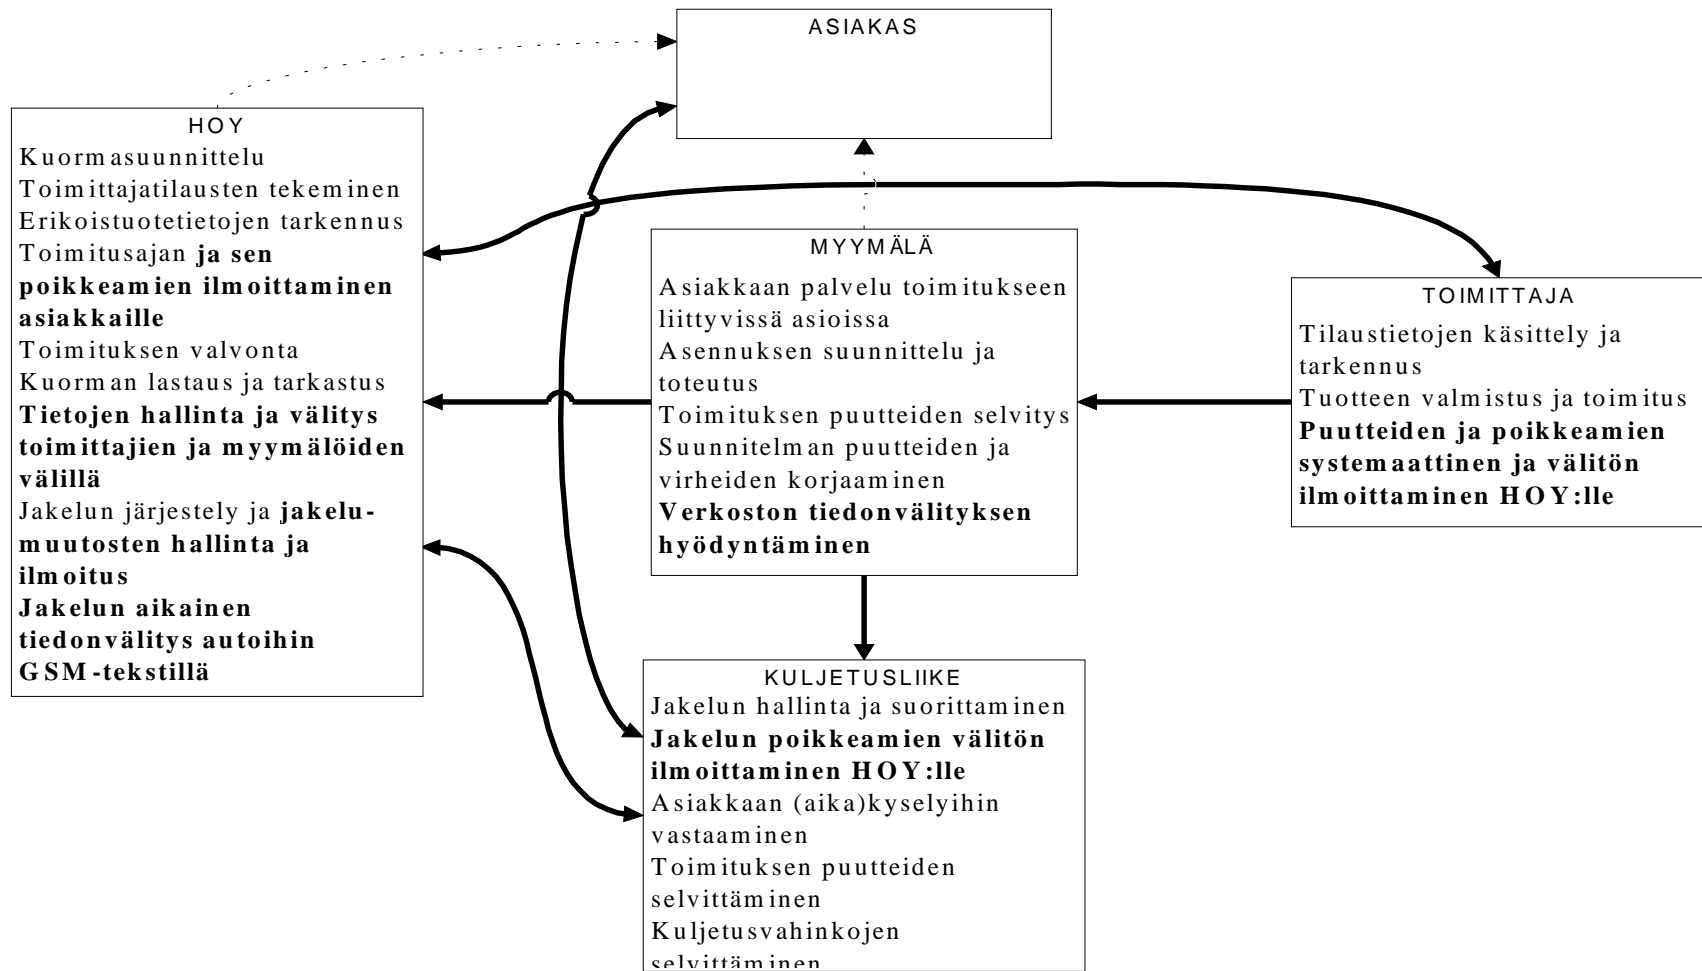 ASIAKAS
HOY
Kuormasuunnittelu
Toimittajatilausten tekeminen
Erikoistuotetietojen tarkennus
Toimitusajan ja sen
poikkeamien ilmoittaminen
asiakkaille
Toimituksen valvonta
Kuorman lastaus ja tarkastus
Tietojen hallinta ja välitys
toimittajien ja myymälöiden
välillä
Jakelun järjestely ja jakelu-
muutosten hallinta ja
ilmoitus
Jakelun aikainen
tiedonvälitys autoihin
GSM-tekstillä
MYYMÄLÄ
Asiakkaan palvelu toimitukseen
liittyvissä asioissa
Asennuksen suunnittelu ja
toteutus
Toimituksen puutteiden selvitys
Suunnitelman puutteiden ja
virheiden korjaaminen
Verkoston tiedonvälityksen
hyödyntäminen
TOIMITTAJA
Tilaustietojen käsittely ja
tarkennus
Tuotteen valmistus ja toimitus
Puutteiden ja poikkeamien
systemaattinen ja välitön
ilmoittaminen HOY:lle
KULJETUSLIIKE
Jakelun hallinta ja suorittaminen
Jakelun poikkeamien välitön
ilmoittaminen HOY:lle
Asiakkaan (aika)kyselyihin
vastaaminen
Toimituksen puutteiden
selvittäminen
Kuljetusvahinkojen
selvittäminen